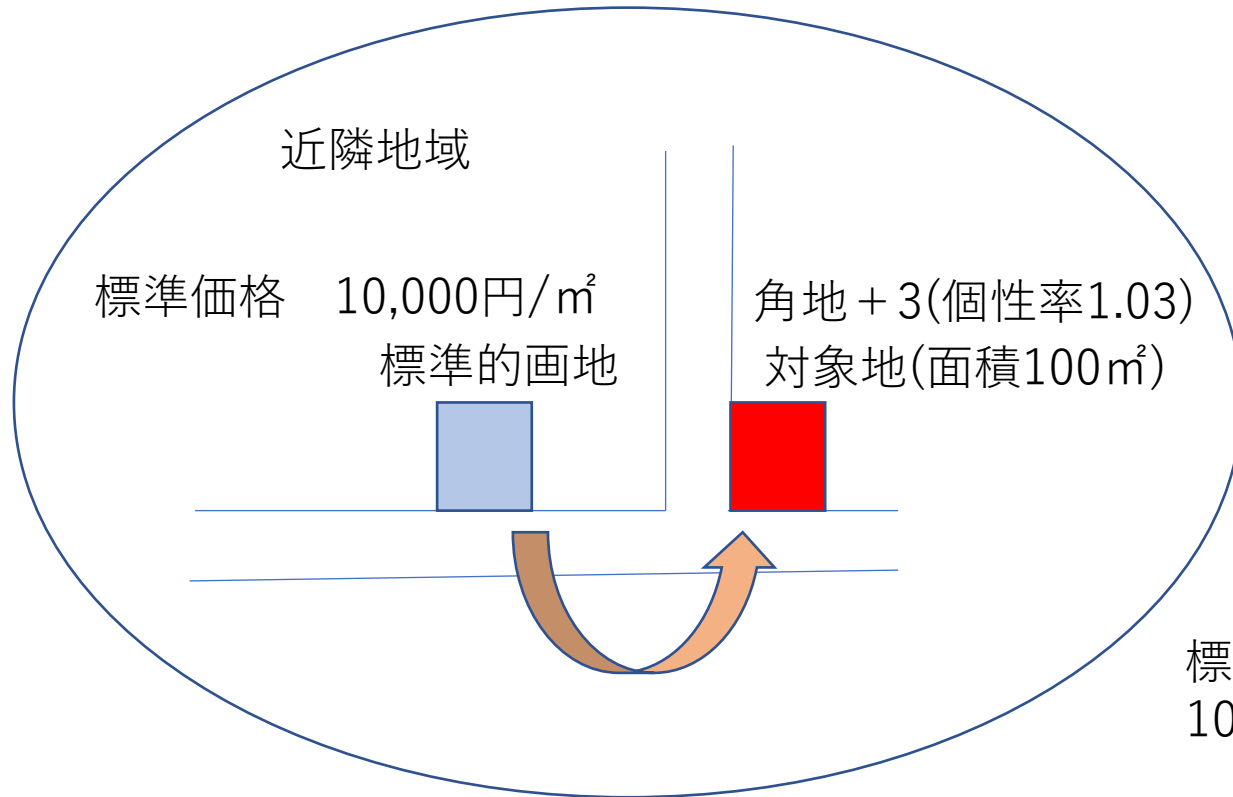 近隣地域
標準価格　10,000円/㎡
標準的画地
角地＋3(個性率1.03)
対象地(面積100㎡)
標
10